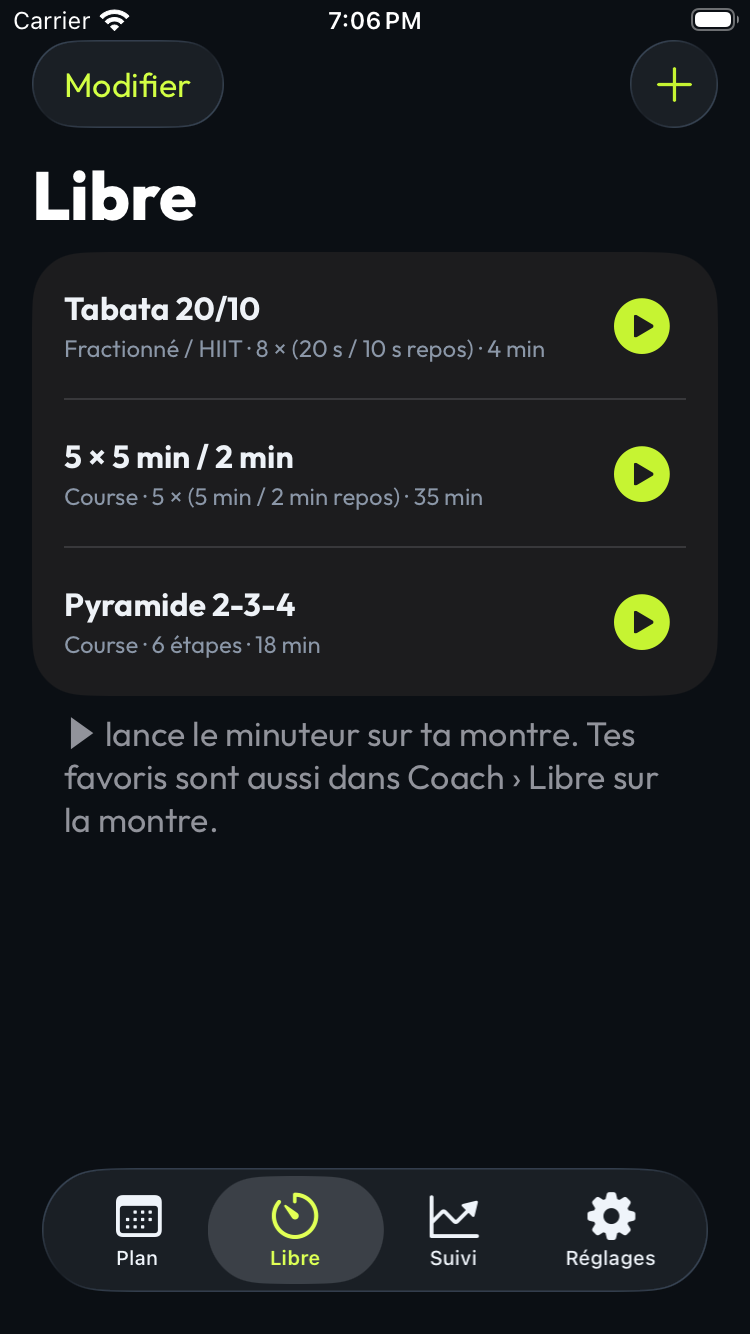 Carrier 7:06 PM
Modifier
Libre
Tabata 20/10
Fractionné / HIIT · 8 × (20 s / 10 s repos) · 4 min
5 × 5 min / 2 min
Course · 5 × (5 min / 2 min repos) · 35 min
Pyramide 2-3-4
Course · 6 étapes · 18 min
▶ lance le minuteur sur ta montre. Tes
favoris sont aussi dans Coach › Libre sur
la montre.
Plan Libre Suivi Réglages